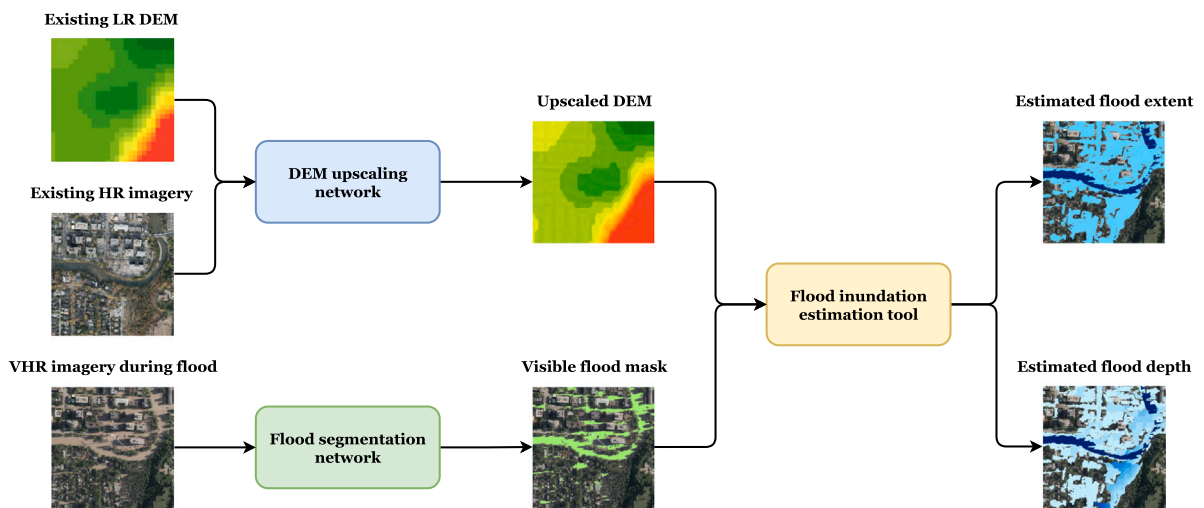 Existing LR DEM
Existing HR imagery
VHR imagery during flood
DEM upscaling
network
Flood segmentation
network
Upscaled DEM
Visible flood mask
Flood inundation
estimation tool
Estimated flood extent
Estimated flood depth